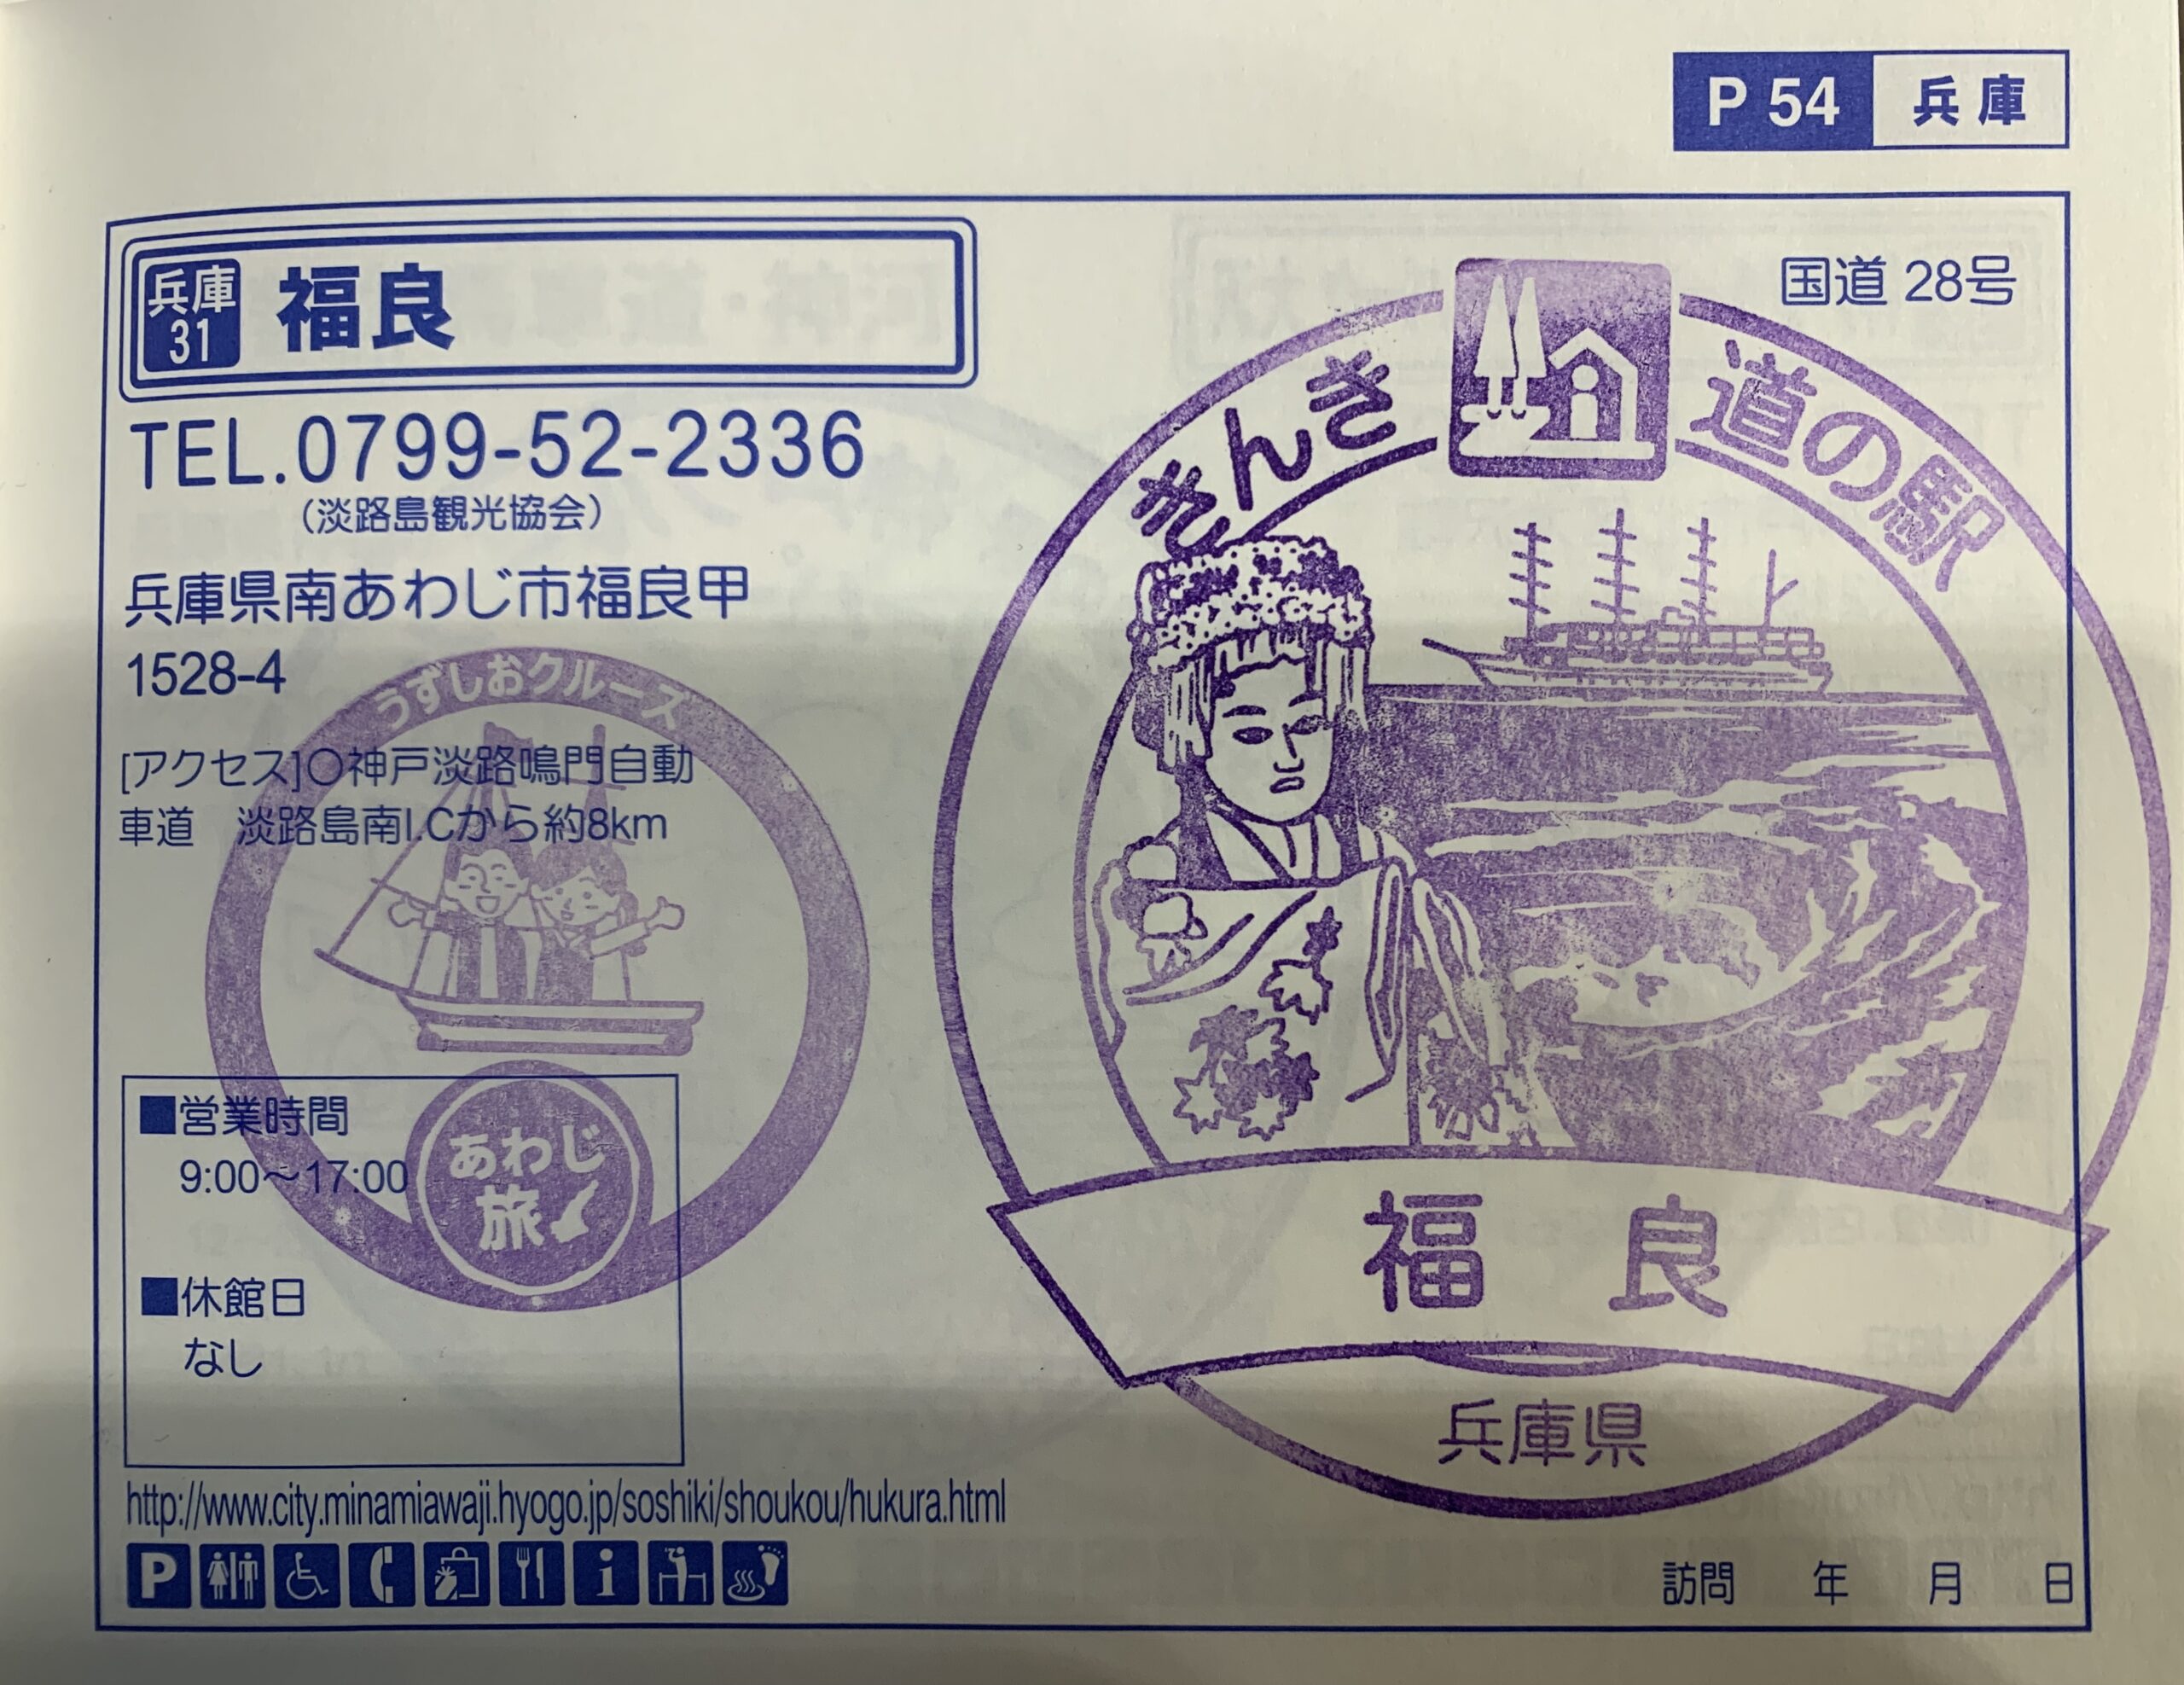 P 54 兵庫
兵庫
31
福良
国道 28号
TEL.0799-52-2336
（淡路島観光協会）
兵庫県南あわじ市福良甲
1528-4
[アクセス]○神戸淡路鳴門自動
車道　淡路島南I.Cから約8km
■営業時間
9:00〜17:00
■休館日
なし
http://www.city.minamiawaji.hyogo.jp/soshiki/shoukou/hukura.html
P
i
うずしおクルーズ
あわじ
旅
きんき 道の駅
福良
兵庫県
訪問　年　月　日